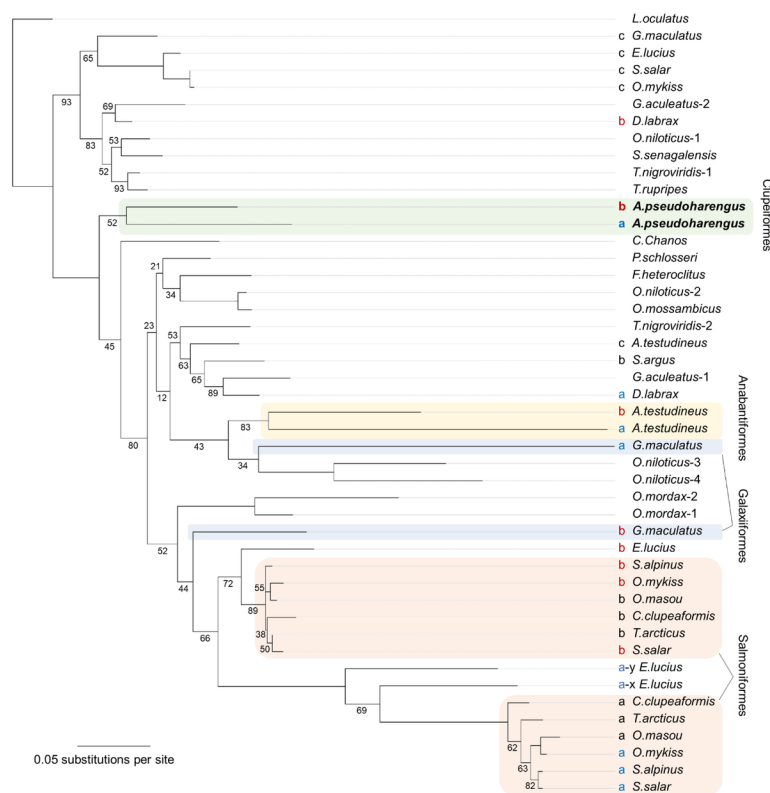 L.oculatus
c G.maculatus
65
c E.lucius
c S.salar
93
c O.mykiss
69
G.aculeatus-2
b D.labrax
83
53
O.niloticus-1
52
S.senagalensis
T.nigroviridis-1
93
T.rupripes
Clupeiformes
b A.pseudoharengus
52
a A.pseudoharengus
C.Chanos
21
P.schlosseri
34
F.heteroclitus
O.niloticus-2
O.mossambicus
23
T.nigroviridis-2
53
45
c A.testudineus
63
b S.argus
65
G.aculeatus-1
12
89
a D.labrax
Anabantiformes
b A.testudineus
83
a A.testudineus
80
43
a G.maculatus
34
O.niloticus-3
O.niloticus-4
Galaxiiformes
O.mordax-2
O.mordax-1
b G.maculatus
52
b E.lucius
44
72
b S.alpinus
55
b O.mykiss
89
b O.masou
b C.clupeaformis
38
b T.arcticus
66
50
b S.salar
Salmoniformes
a-y E.lucius
a-x E.lucius
69
a C.clupeaformis
a T.arcticus
62
a O.masou
63
a O.mykiss
a S.alpinus
82
a S.salar
0.05 substitutions per site